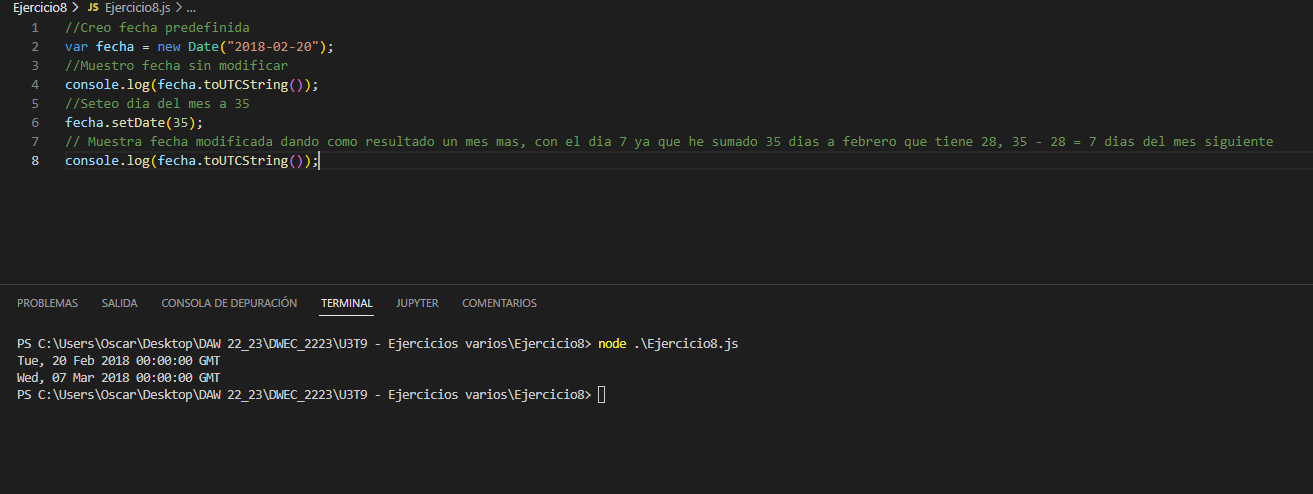 Ejercicio8 > JS Ejercicio8.js > ...
1 //Creo fecha predefinida
2 var fecha = new Date("2018-02-20");
3 //Muestro fecha sin modificar
4 console.log(fecha.toUTCString());
5 //Seteo dia del mes a 35
6 fecha.setDate(35);
7 // Muestra fecha modificada dando como resultado un mes mas, con el dia 7 ya que he sumado 35 dias a febrero que tiene 28, 35 - 28 = 7 dias del mes siguiente
8 console.log(fecha.toUTCString());
PROBLEMAS SALIDA CONSOLA DE DEPURACIÓN TERMINAL JUPYTER COMENTARIOS
PS C:\Users\Oscar\Desktop\DAW 22_23\DWEC_2223\U3T9 - Ejercicios varios\Ejercicio8> node .\Ejercicio8.js
Tue, 20 Feb 2018 00:00:00 GMT
Wed, 07 Mar 2018 00:00:00 GMT
PS C:\Users\Oscar\Desktop\DAW 22_23\DWEC_2223\U3T9 - Ejercicios varios\Ejercicio8>